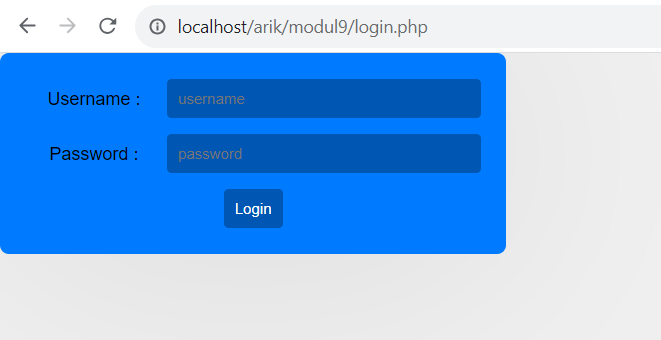 localhost/arik/modul9/login.php
Username : username
Password : password
Login